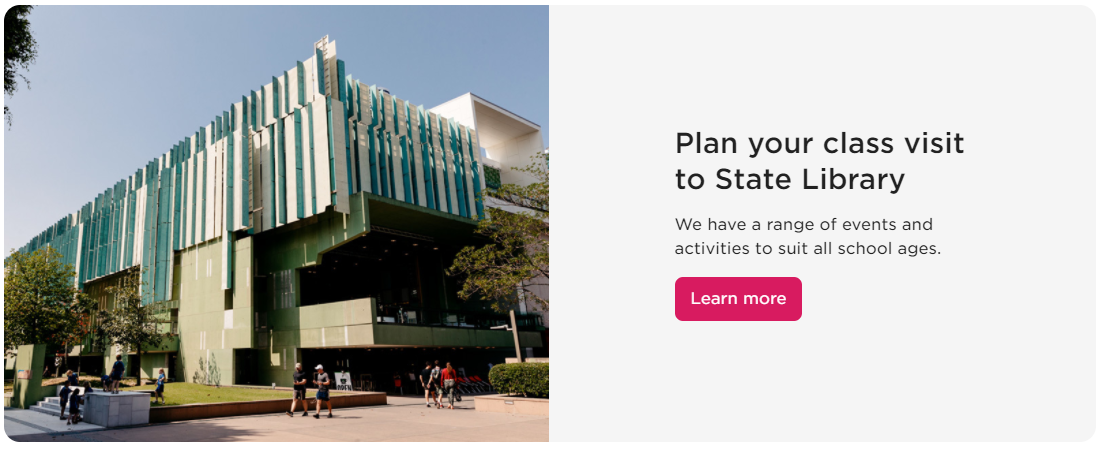 Plan your class visit
to State Library
We have a range of events and
activities to suit all school ages.
Learn more